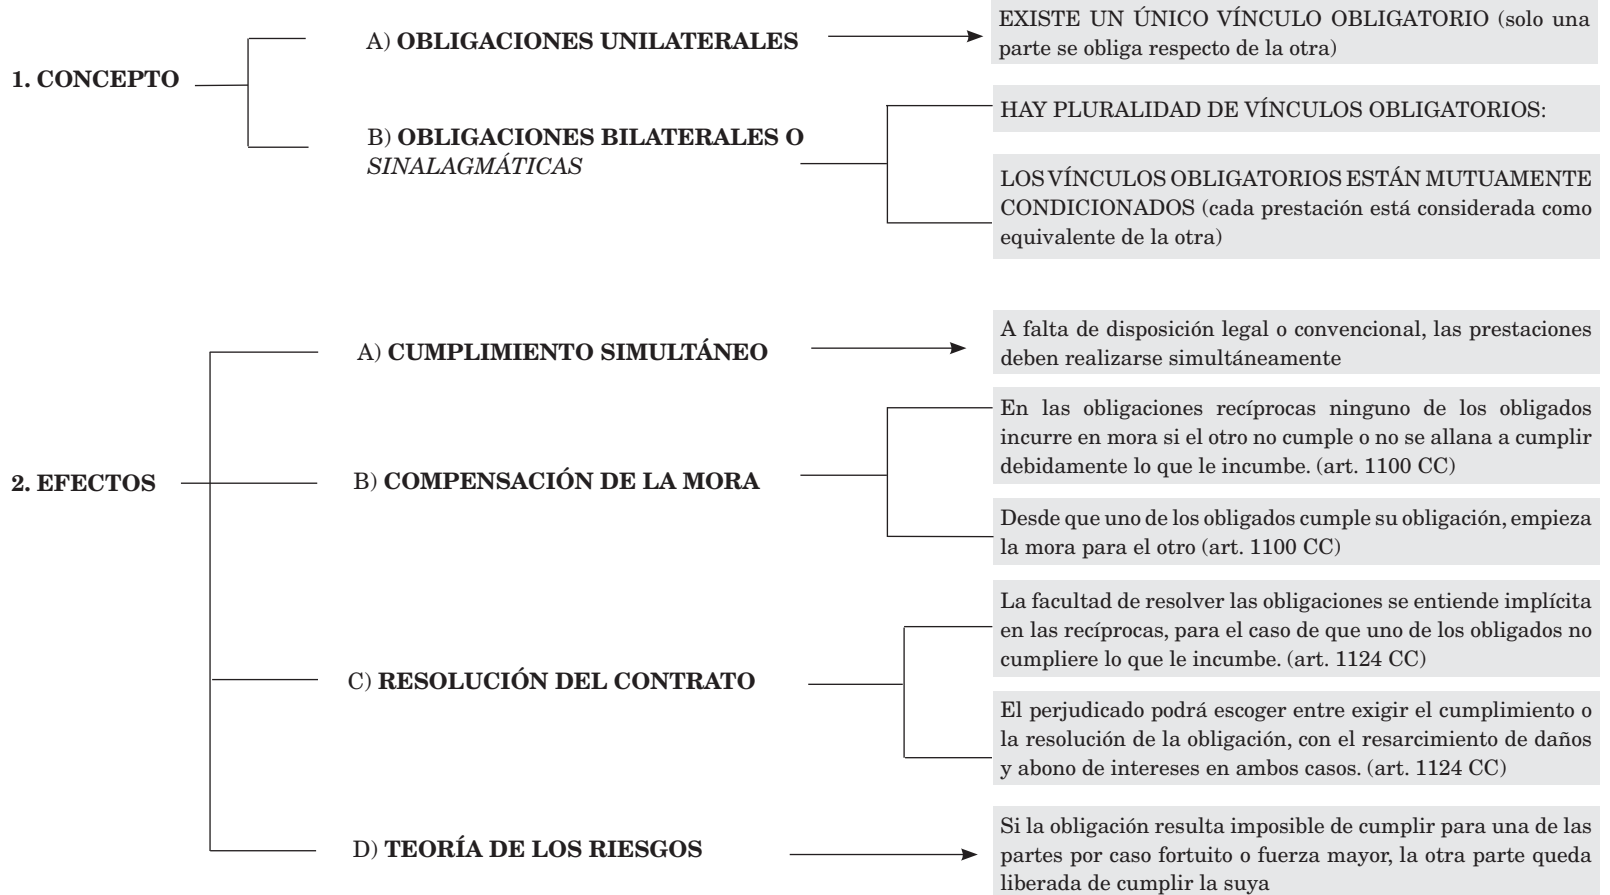 1. CONCEPTO
A) OBLIGACIONES UNILATERALES
EXISTE UN ÚNICO VÍNCULO OBLIGATORIO (solo una
parte se obliga respecto de la otra)
B) OBLIGACIONES BILATERALES O
SINALAGMÁTICAS
HAY PLURALIDAD DE VÍNCULOS OBLIGATORIOS:
LOS VÍNCULOS OBLIGATORIOS ESTÁN MUTUAMENTE
CONDICIONADOS (cada prestación está considerada como
equivalente de la otra)
2. EFECTOS
A) CUMPLIMIENTO SIMULTÁNEO
A falta de disposición legal o convencional, las prestaciones
deben realizarse simultáneamente
B) COMPENSACIÓN DE LA MORA
En las obligaciones recíprocas ninguno de los obligados
incurre en mora si el otro no cumple o no se allana a cumplir
debidamente lo que le incumbe. (art. 1100 CC)
Desde que uno de los obligados cumple su obligación, empieza
la mora para el otro (art. 1100 CC)
C) RESOLUCIÓN DEL CONTRATO
La facultad de resolver las obligaciones se entiende implícita
en las recíprocas, para el caso de que uno de los obligados no
cumpliere lo que le incumbe. (art. 1124 CC)
El perjudicado podrá escoger entre exigir el cumplimiento o
la resolución de la obligación, con el resarcimiento de daños
y abono de intereses en ambos casos. (art. 1124 CC)
D) TEORÍA DE LOS RIESGOS
Si la obligación resulta imposible de cumplir para una de las
partes por caso fortuito o fuerza mayor, la otra parte queda
liberada de cumplir la suya